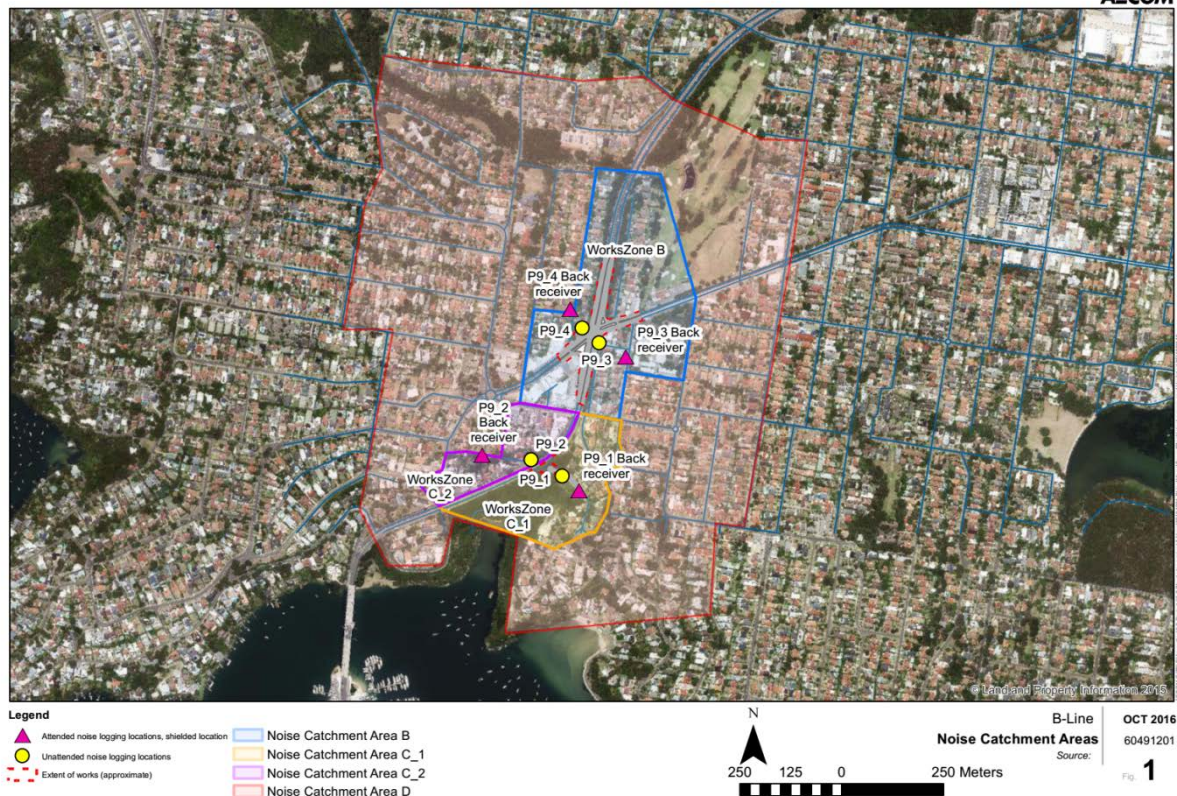 AECOM
WorksZone B
P9_4 Back
receiver
P9_4
P9_3
P9_3 Back
receiver
P9_2
Back
receiver
P9_2
P9_1
P9_1 Back
receiver
WorksZone
C_2
WorksZone
C_1
© Land and Property Information 2015
Legend
Attended noise logging locations, shielded location
Unattended noise logging locations
Extent of works (approximate)
Noise Catchment Area B
Noise Catchment Area C_1
Noise Catchment Area C_2
Noise Catchment Area D
N
250 125 0 250 Meters
B-Line
Noise Catchment Areas
Source:
OCT 2016
60491201
Fig. 1